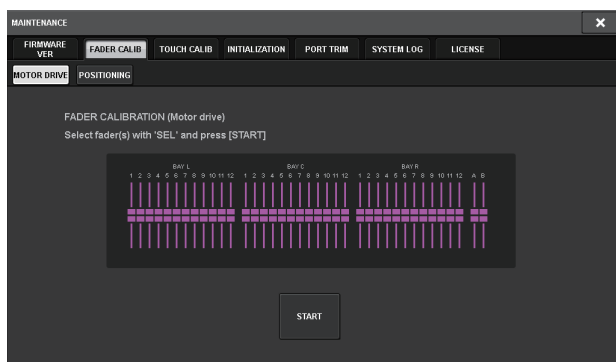 MAINTENANCE
FIRMWARE VER
FADER CALIB
TOUCH CALIB
INITIALIZATION
PORT TRIM
SYSTEM LOG
LICENSE
MOTOR DRIVE
POSITIONING
FADER CALIBRATION (Motor drive)
Select fader(s) with 'SEL' and press [START]
BAY L BAY C BAY R
1 2 3 4 5 6 7 8 9 10 11 12 1 2 3 4 5 6 7 8 9 10 11 12 1 2 3 4 5 6 7 8 9 10 11 12 A B
START